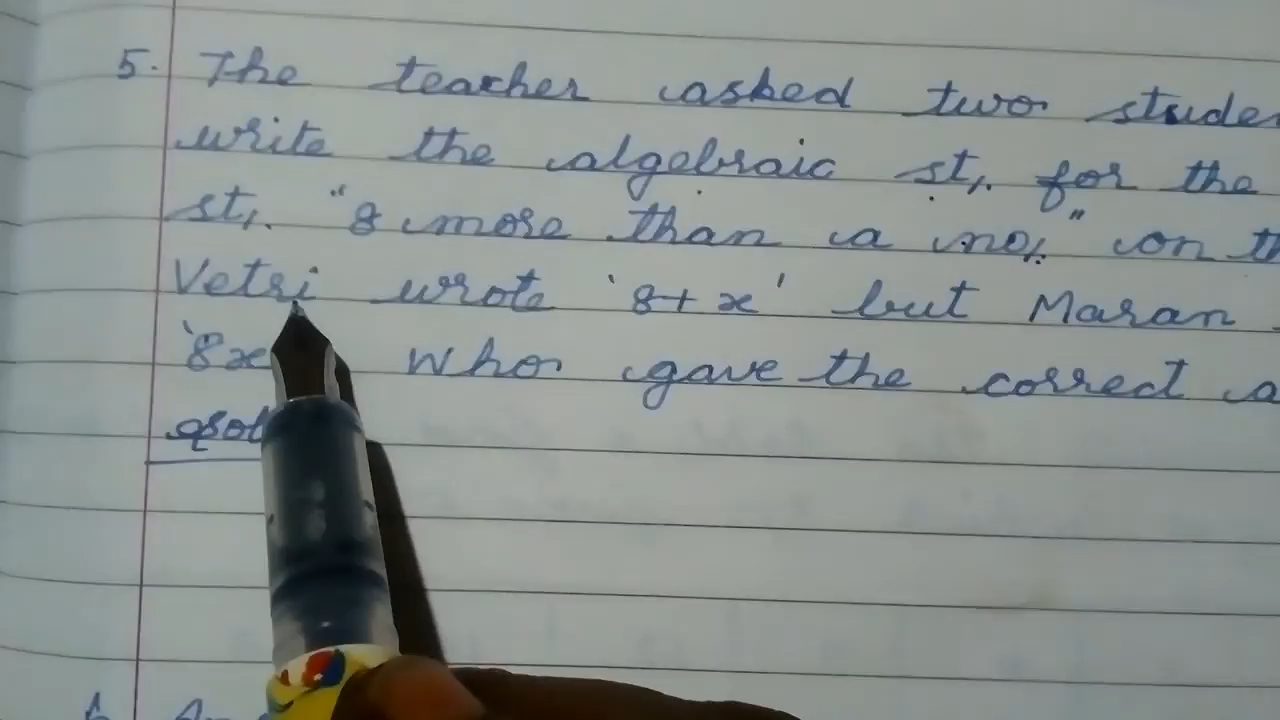 5. The teacher asked two studen
write the algebraic st,. for the
st,. "8 more than a no,." on th
Vetri wrote '8+x' but Maran
'8x Who gave the correct a